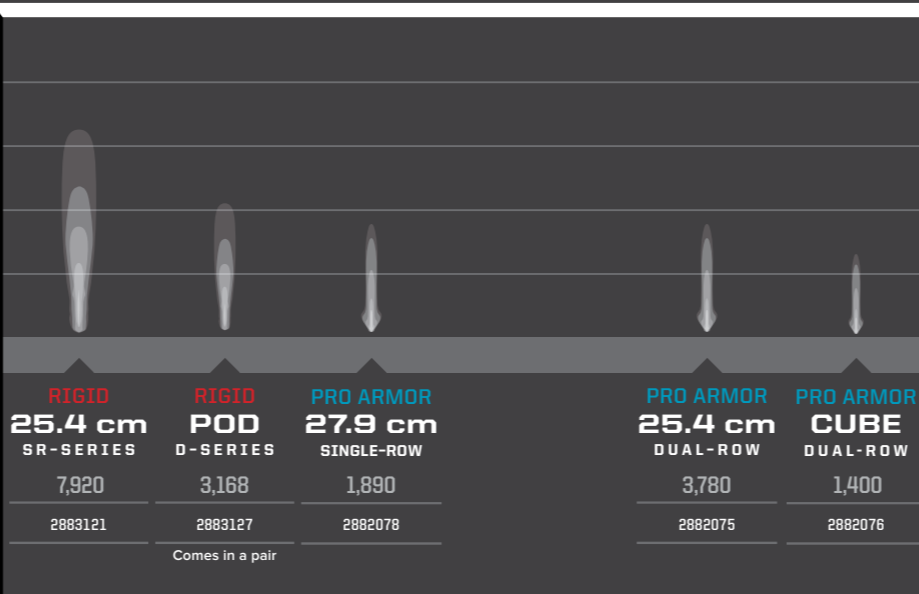 RIGID
25.4 cm
SR-SERIES
7,920
2883121
RIGID
POD
D-SERIES
3,168
2883127
Comes in a pair
PRO ARMOR
27.9 cm
SINGLE-ROW
1,890
2882078
PRO ARMOR
25.4 cm
DUAL-ROW
3,780
2882075
PRO ARMOR
CUBE
DUAL-ROW
1,400
2882076